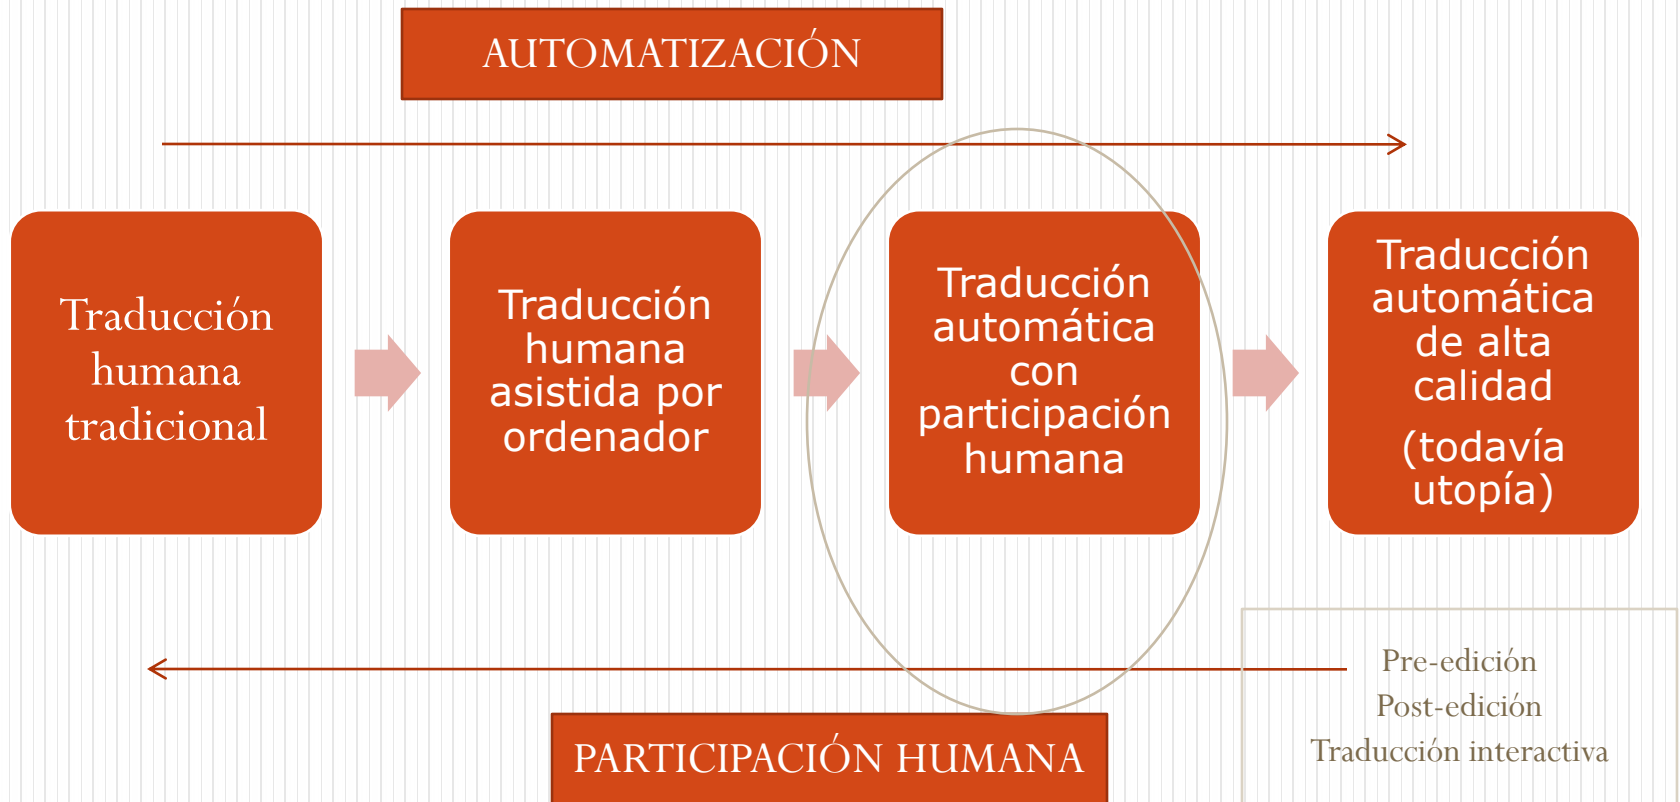 AUTOMATIZACIÓN
Traducción
humana
tradicional
Traducción
humana
asistida por
ordenador
Traducción
automática
con
participación
humana
Traducción
automática
de alta
calidad
(todavía
utopía)
PARTICIPACIÓN HUMANA
Pre-edición
Post-edición
Traducción interactiva